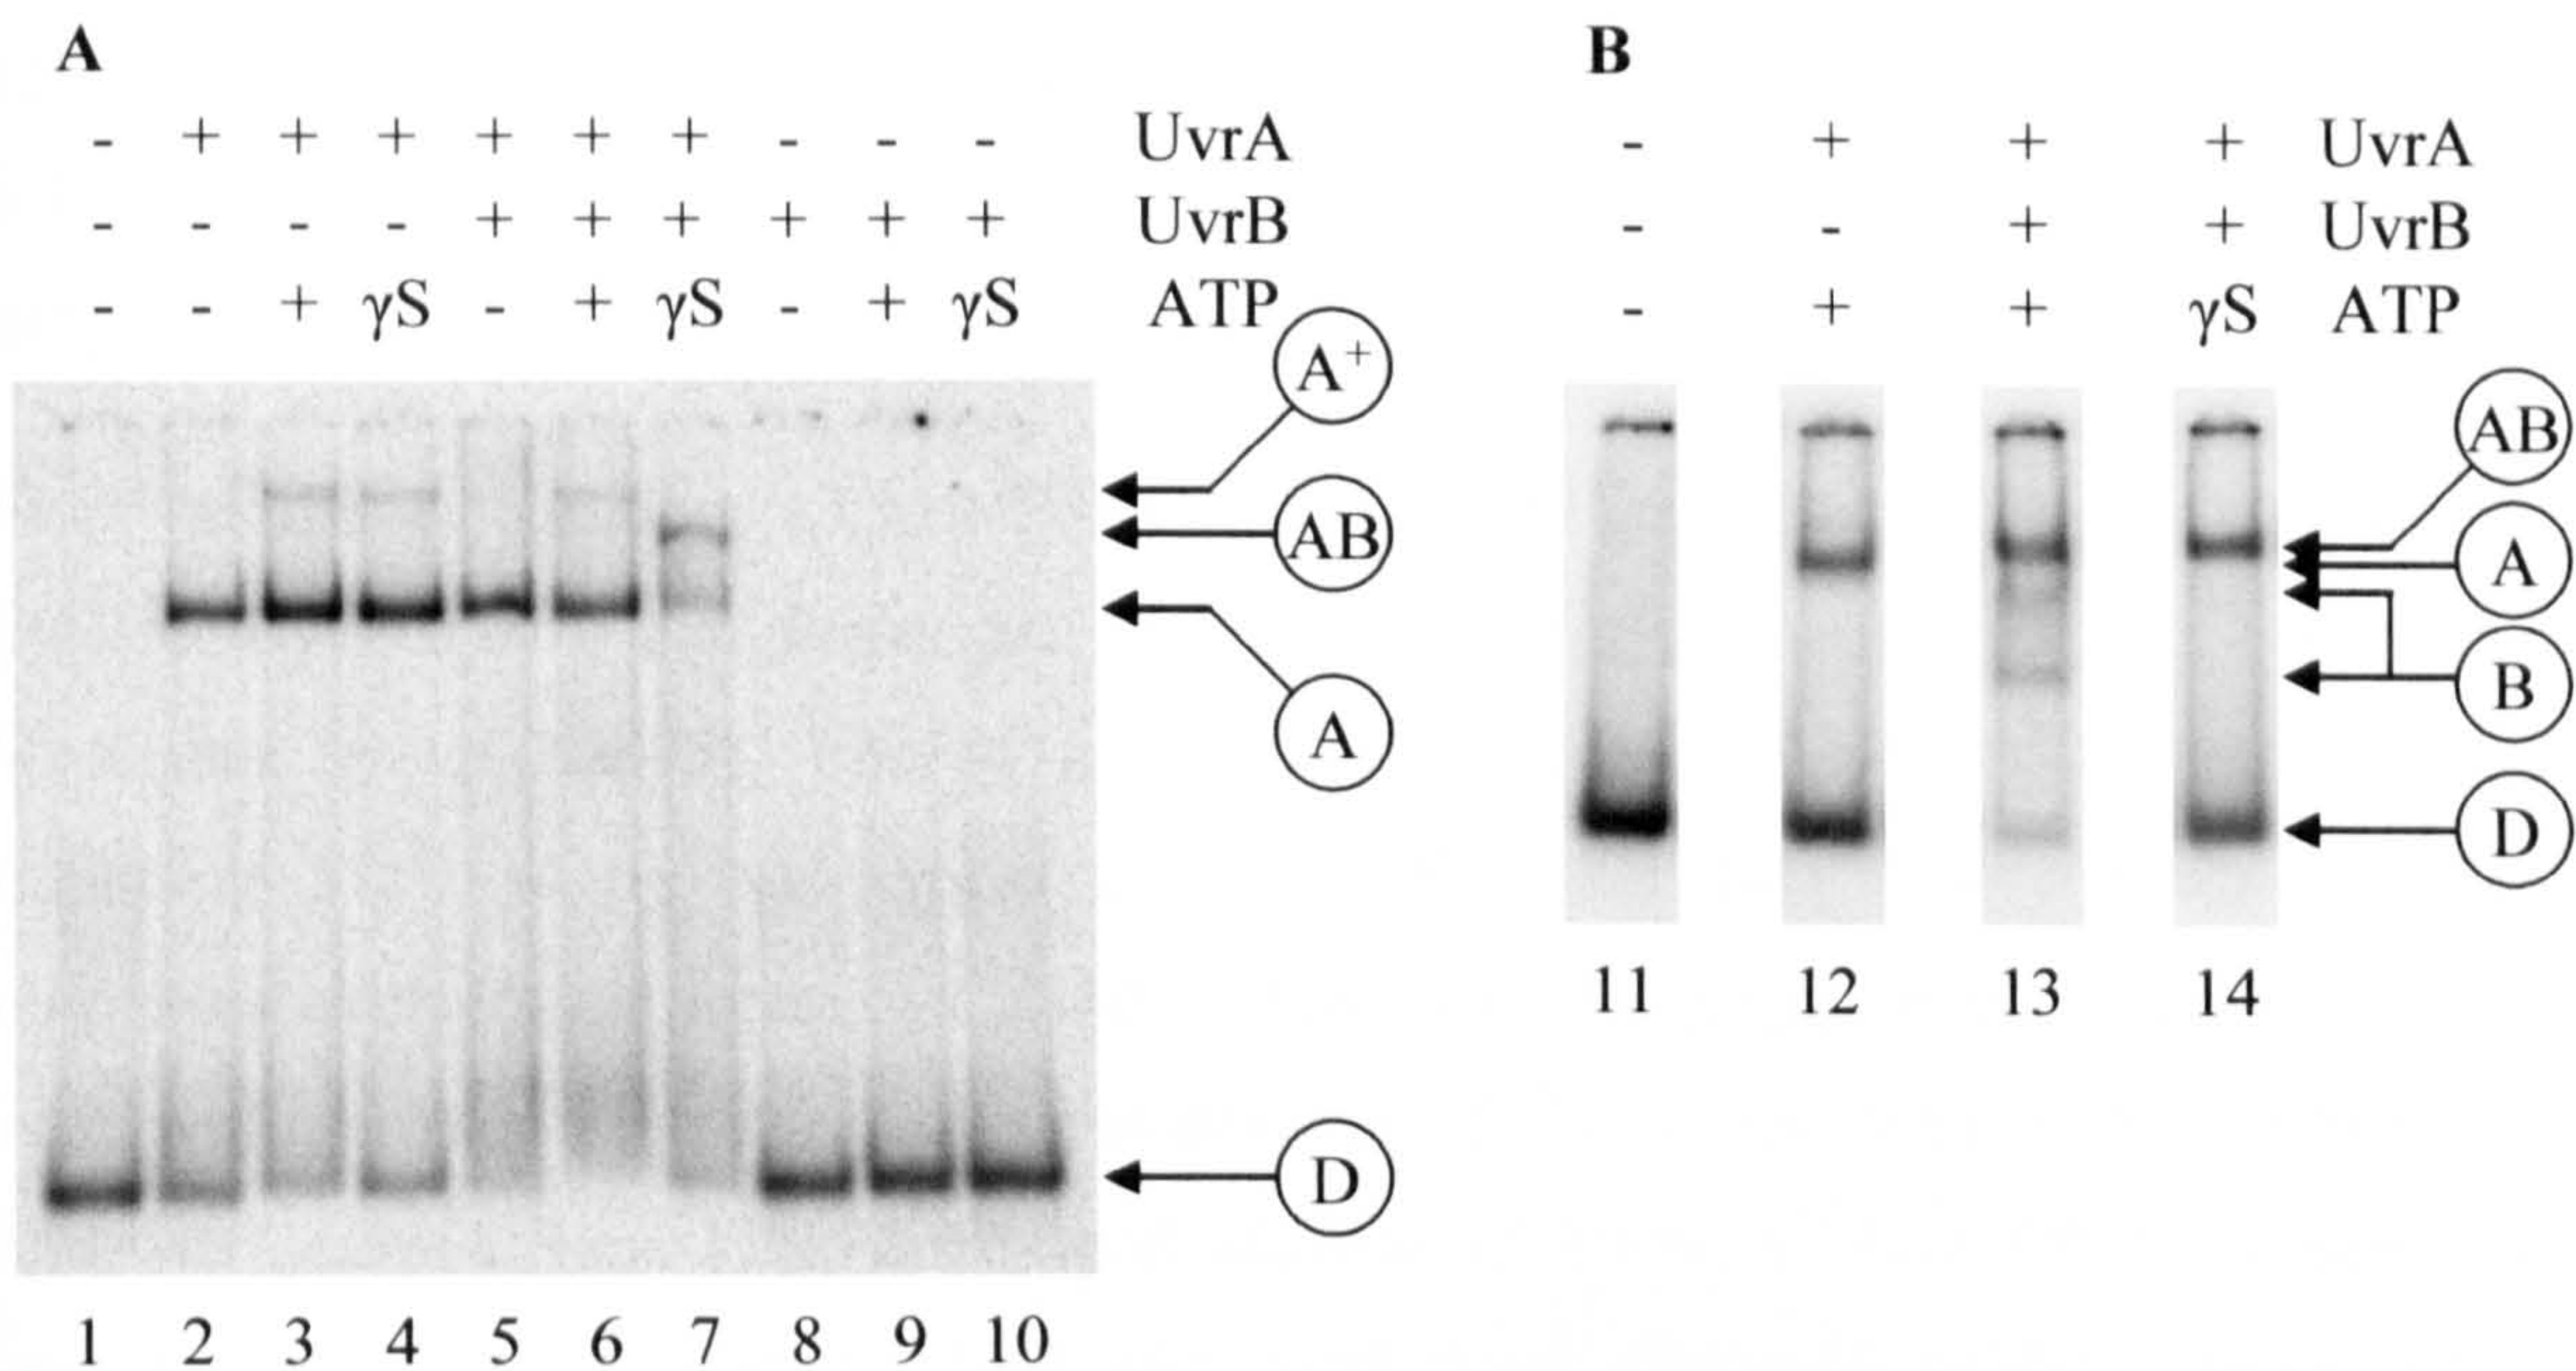 A
- + + + + + + - - - UvrA
- - - - + + + + + + UvrB
- - + γS - + γS - + γS ATP
A+
AB
A
D
1 2 3 4 5 6 7 8 9 10
B
- + + + UvrA
- - + + UvrB
- + + γS ATP
AB
A
B
D
11 12 13 14